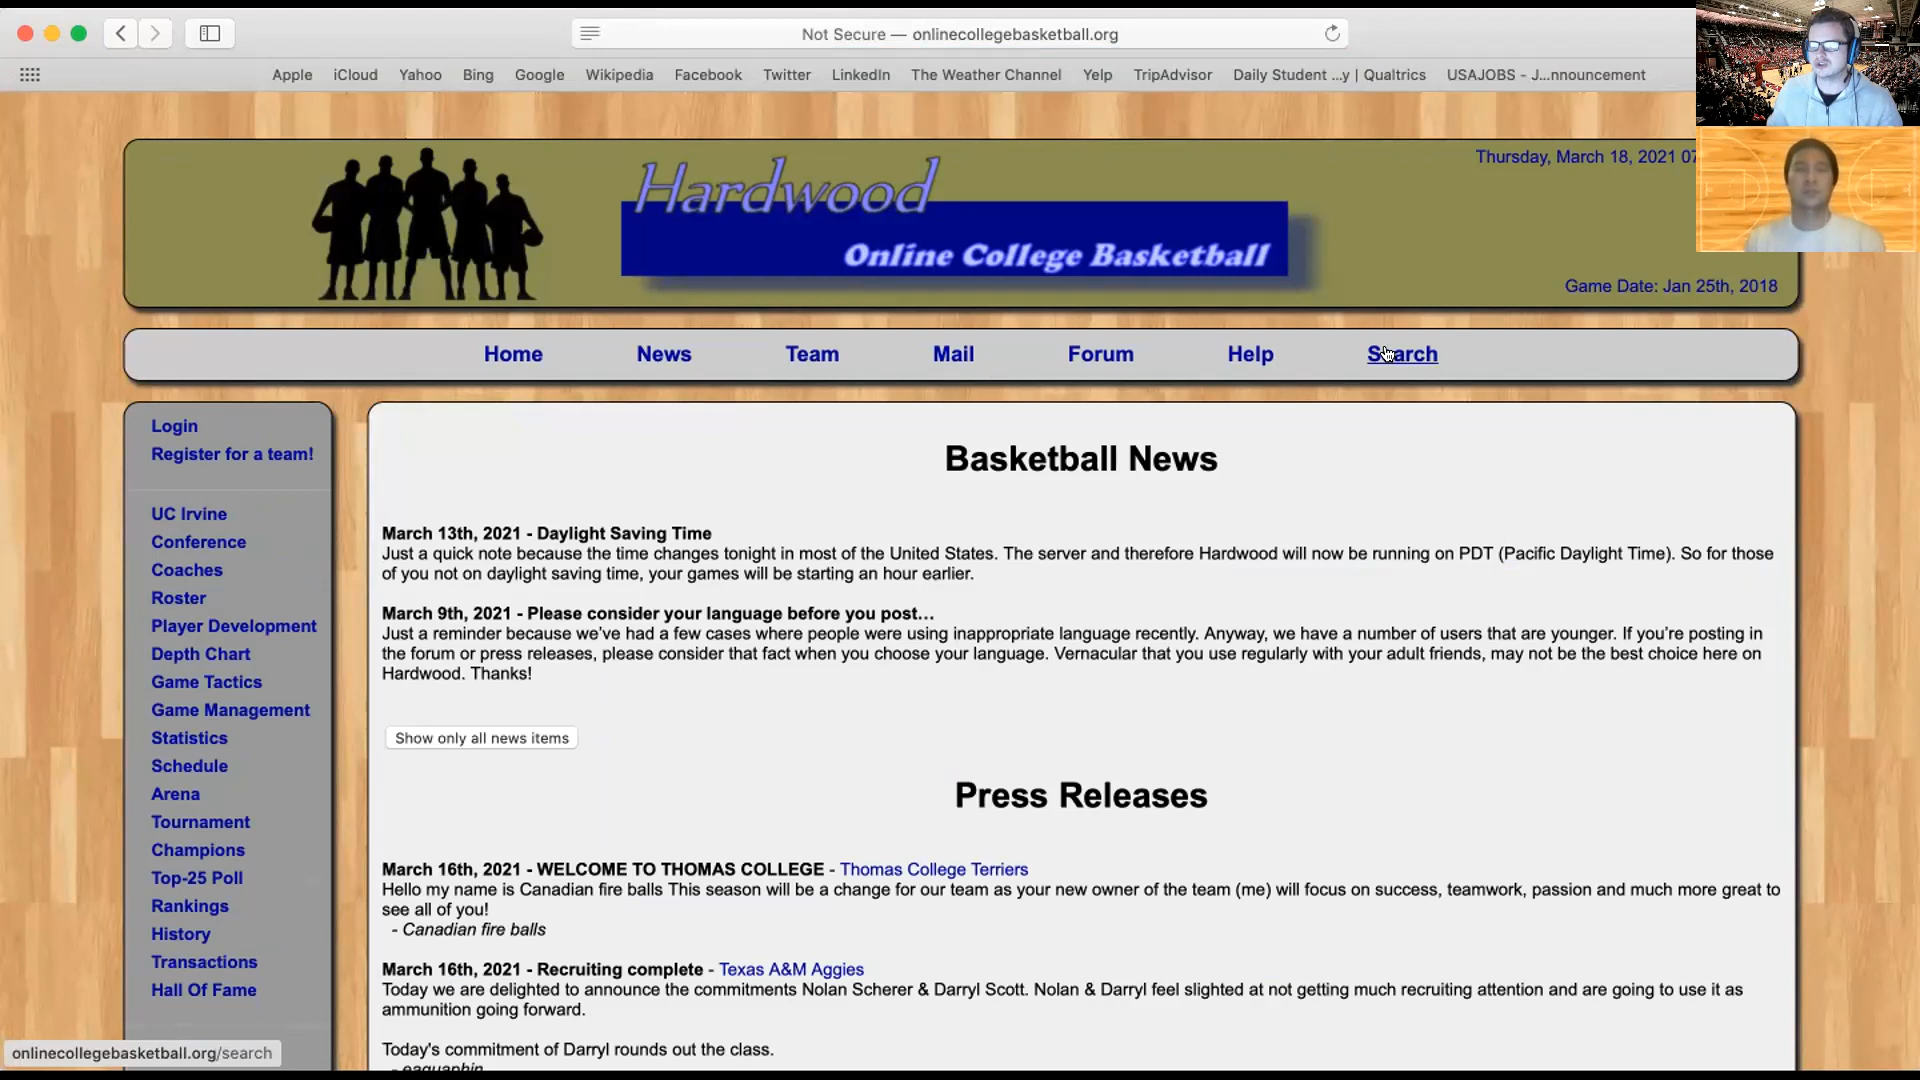 Not Secure — onlinecollegebasketball.org
Apple iCloud Yahoo Bing Google Wikipedia Facebook Twitter LinkedIn The Weather Channel Yelp TripAdvisor Daily Student ...y | Qualtrics USAJOBS - J...nnouncement
Thursday, March 18, 2021 07
Hardwood
Online College Basketball
Game Date: Jan 25th, 2018
Home News Team Mail Forum Help Search
Login
Register for a team!
UC Irvine
Conference
Coaches
Roster
Player Development
Depth Chart
Game Tactics
Game Management
Statistics
Schedule
Arena
Tournament
Champions
Top-25 Poll
Rankings
History
Transactions
Hall Of Fame
Basketball News
March 13th, 2021 - Daylight Saving Time
Just a quick note because the time changes tonight in most of the United States. The server and therefore Hardwood will now be running on PDT (Pacific Daylight Time). So for those
of you not on daylight saving time, your games will be starting an hour earlier.
March 9th, 2021 - Please consider your language before you post…
Just a reminder because we've had a few cases where people were using inappropriate language recently. Anyway, we have a number of users that are younger. If you're posting in
the forum or press releases, please consider that fact when you choose your language. Vernacular that you use regularly with your adult friends, may not be the best choice here on
Hardwood. Thanks!
Show only all news items
Press Releases
March 16th, 2021 - WELCOME TO THOMAS COLLEGE - Thomas College Terriers
Hello my name is Canadian fire balls This season will be a change for our team as your new owner of the team (me) will focus on success, teamwork, passion and much more great to
see all of you!
- Canadian fire balls
March 16th, 2021 - Recruiting complete - Texas A&M Aggies
Today we are delighted to announce the commitments Nolan Scherer & Darryl Scott. Nolan & Darryl feel slighted at not getting much recruiting attention and are going to use it as
ammunition going forward.
Today's commitment of Darryl rounds out the class.
onlinecollegebasketball.org/search